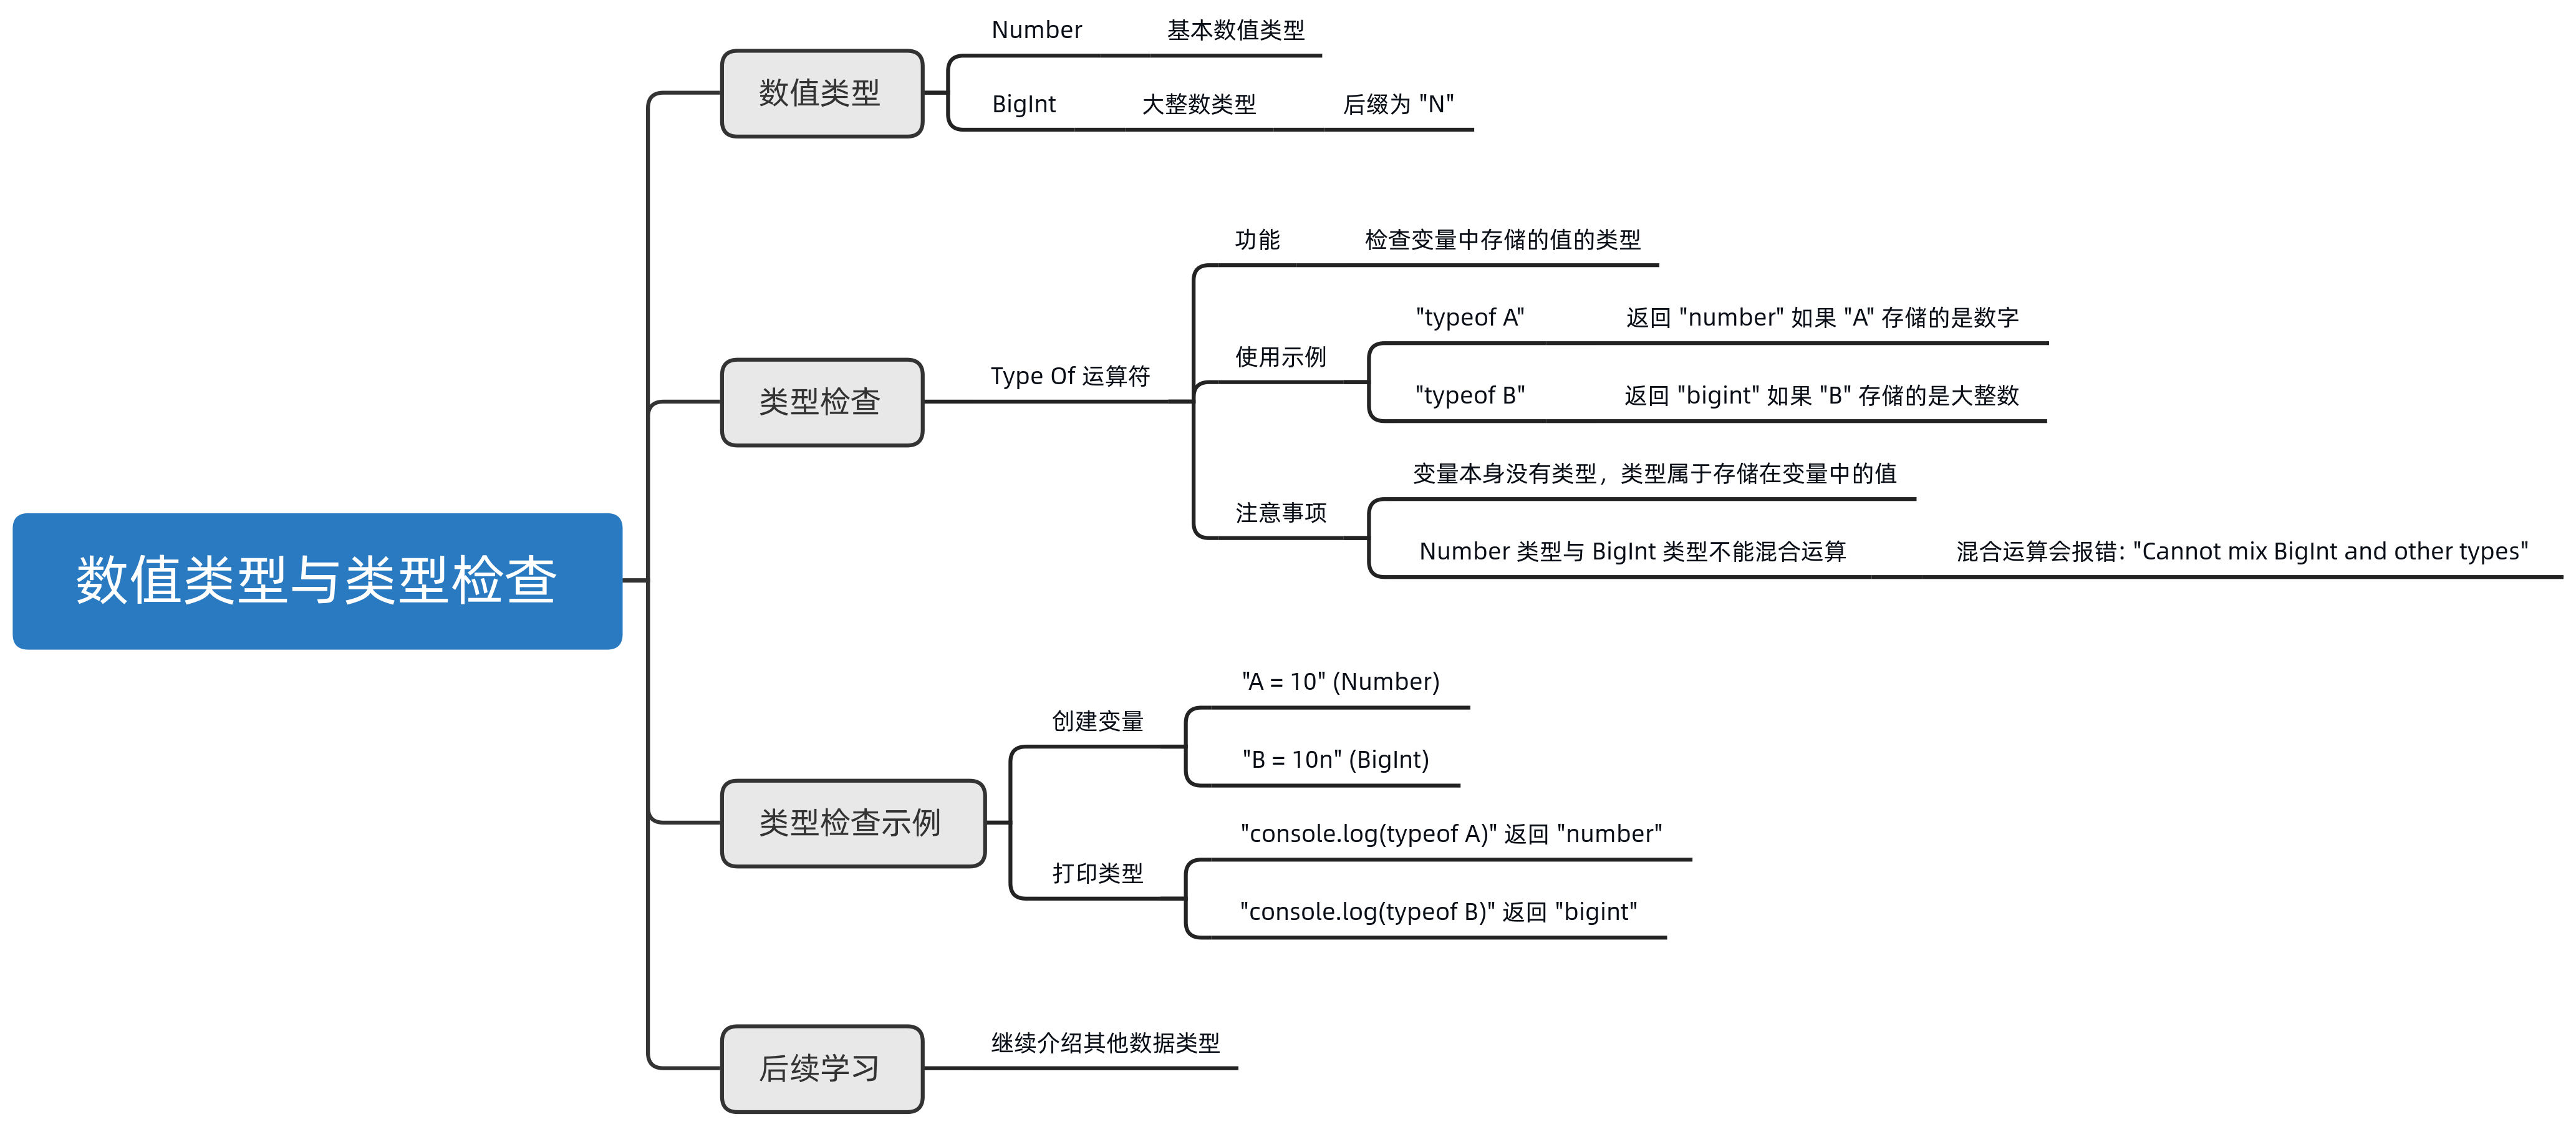 数值类型与类型检查
数值类型
Number
基本数值类型
BigInt
大整数类型
后缀为 "N"
类型检查
Type Of 运算符
功能
检查变量中存储的值的类型
使用示例
"typeof A"
返回 "number" 如果 "A" 存储的是数字
"typeof B"
返回 "bigint" 如果 "B" 存储的是大整数
注意事项
变量本身没有类型，类型属于存储在变量中的值
Number 类型与 BigInt 类型不能混合运算
混合运算会报错: "Cannot mix BigInt and other types"
类型检查示例
创建变量
"A = 10" (Number)
"B = 10n" (BigInt)
打印类型
"console.log(typeof A)" 返回 "number"
"console.log(typeof B)" 返回 "bigint"
后续学习
继续介绍其他数据类型